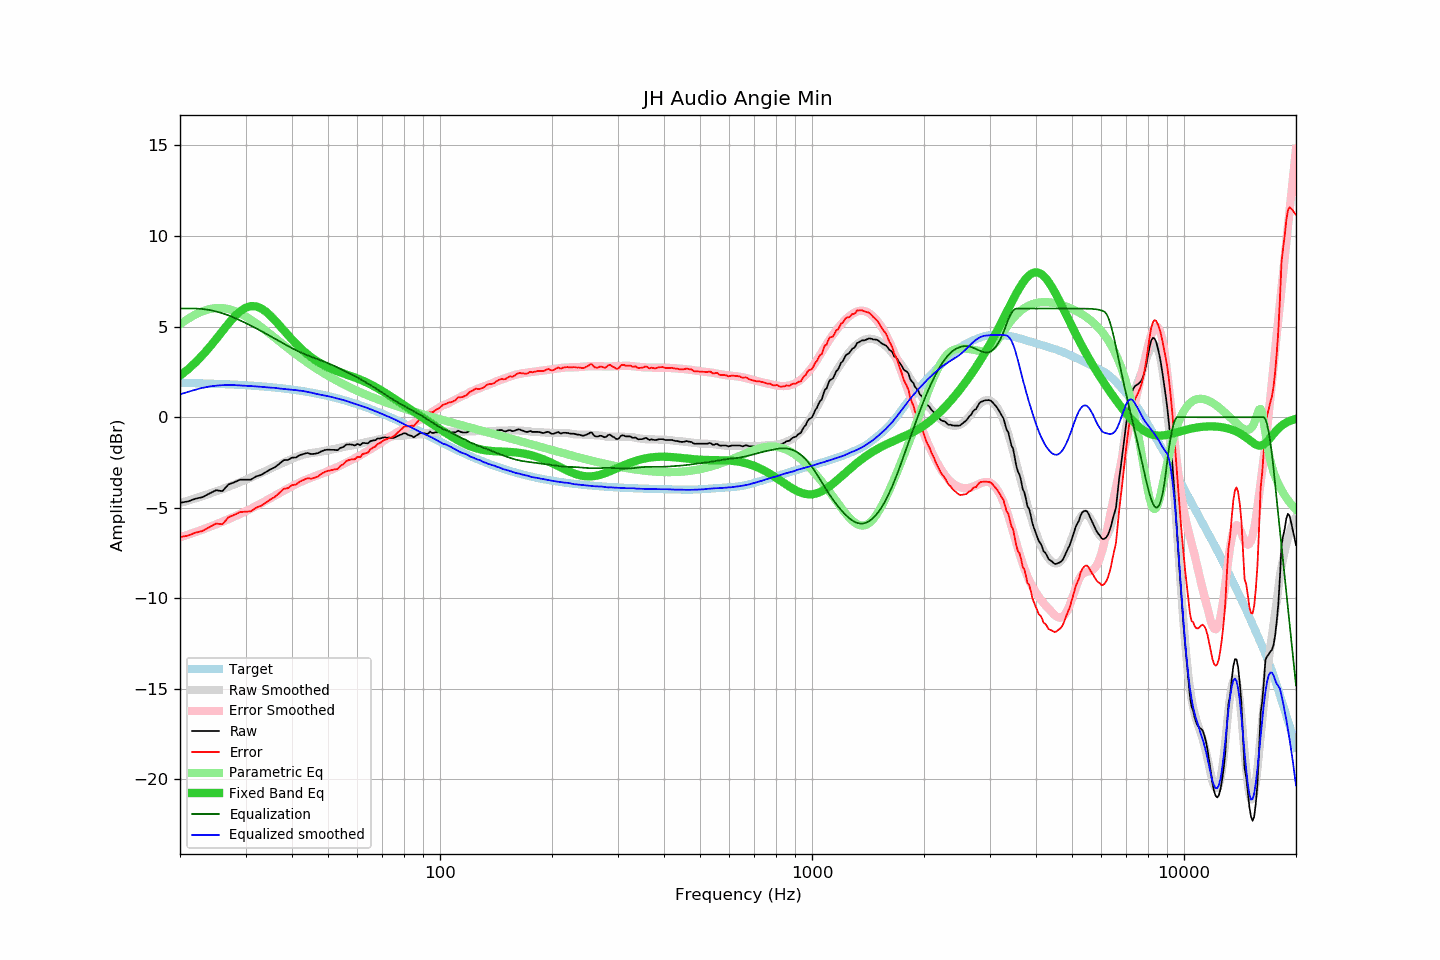 JH Audio Angie Min
15
10
5
0
−5
−10
−15
−20
Amplitude (dBr)
Target
Raw Smoothed
Error Smoothed
Raw
Error
Parametric Eq
Fixed Band Eq
Equalization
Equalized smoothed
100
1000
10000
Frequency (Hz)